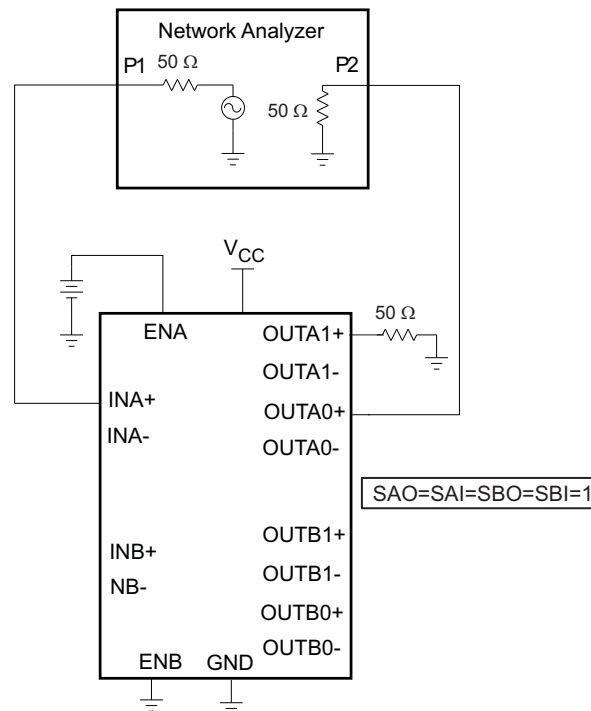 Network Analyzer
P1
50 Ω
P2
50 Ω
VCC
50 Ω
ENA
OUTA1+
OUTA1-
INA+
OUTA0+
INA-
OUTA0-
SAO=SAI=SBO=SBI=1
OUTB1+
INB+
OUTB1-
NB-
OUTB0+
OUTB0-
ENB
GND